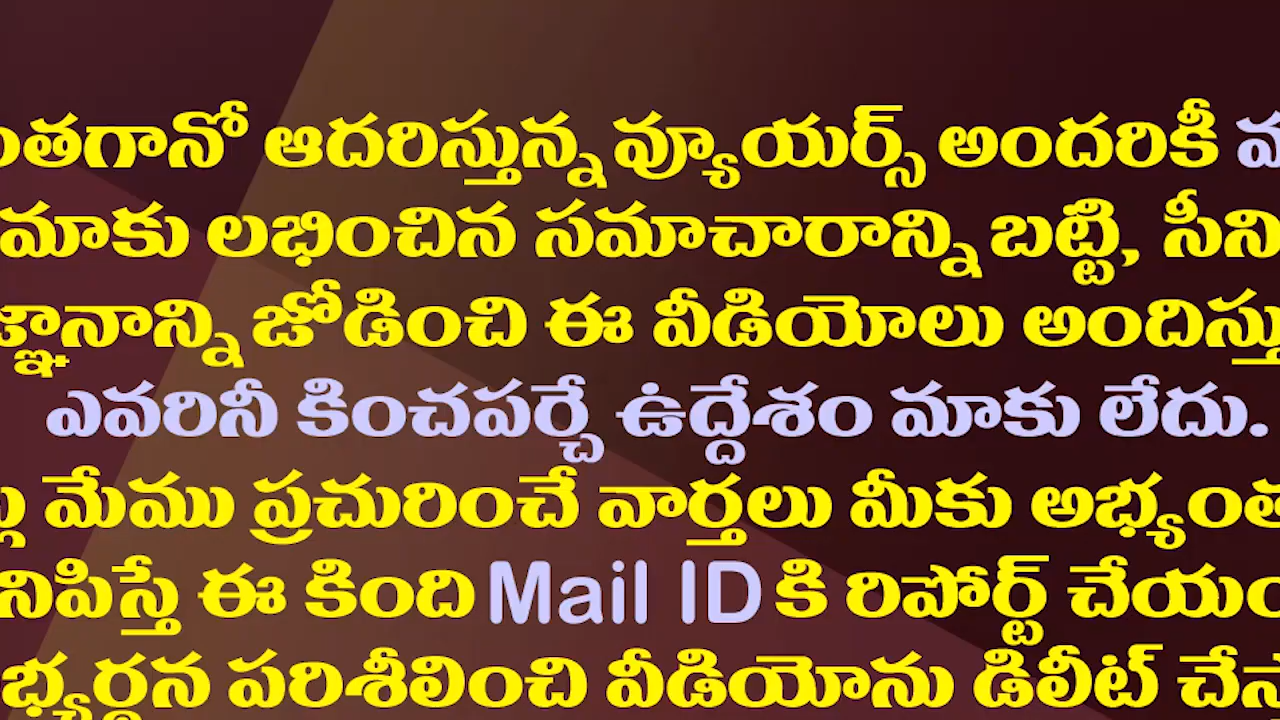 ఆదరిస్తున్న వ్యూయర్స్ అందరికీ
మాకు లభించిన సమాచారాన్ని బట్టి,
జోడించి ఈ వీడియోలు
ఎవరినీ కించపర్చే ఉద్దేశం మాకు లేదు.
మేము ప్రచురించే వార్తలు మీకు
ఈ కింది Mail ID కి రిపోర్ట్
పరిశీలించి వీడియోను డిలీట్